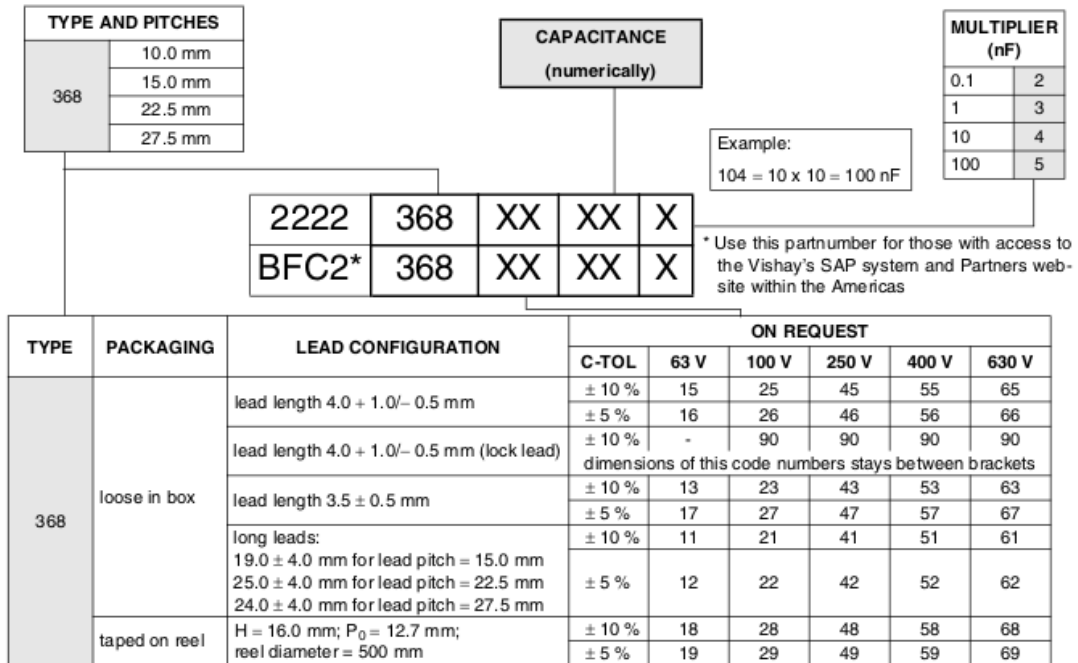 TYPE AND PITCHES
368
10.0 mm
15.0 mm
22.5 mm
27.5 mm
CAPACITANCE
(numerically)
MULTIPLIER
(nF)
0.1 2
1 3
10 4
100 5
Example:
104 = 10 x 10 = 100 nF
2222 368 XX XX X
BFC2* 368 XX XX X
* Use this partnumber for those with access to
the Vishay's SAP system and Partners web-
site within the Americas
TYPE PACKAGING LEAD CONFIGURATION ON REQUEST
C-TOL 63 V 100 V 250 V 400 V 630 V
368
loose in box
lead length 4.0 + 1.0/– 0.5 mm
± 10 % 15 25 45 55 65
± 5 % 16 26 46 56 66
lead length 4.0 + 1.0/– 0.5 mm (lock lead)
± 10 % - 90 90 90 90
dimensions of this code numbers stays between brackets
lead length 3.5 ± 0.5 mm
± 10 % 13 23 43 53 63
± 5 % 17 27 47 57 67
long leads:
19.0 ± 4.0 mm for lead pitch = 15.0 mm
25.0 ± 4.0 mm for lead pitch = 22.5 mm
24.0 ± 4.0 mm for lead pitch = 27.5 mm
± 10 % 11 21 41 51 61
± 5 % 12 22 42 52 62
taped on reel
H = 16.0 mm; P0 = 12.7 mm;
reel diameter = 500 mm
± 10 % 18 28 48 58 68
± 5 % 19 29 49 59 69